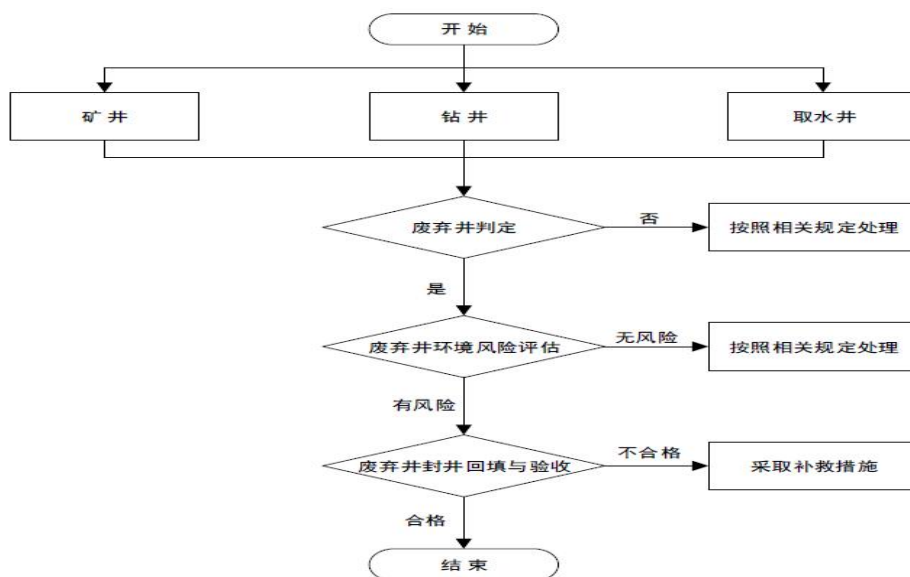 开始
矿井
钻井
取水井
废弃井判定
否
按照相关规定处理
是
废弃井环境风险评估
无风险
按照相关规定处理
有风险
废弃井封井回填与验收
不合格
采取补救措施
合格
结束